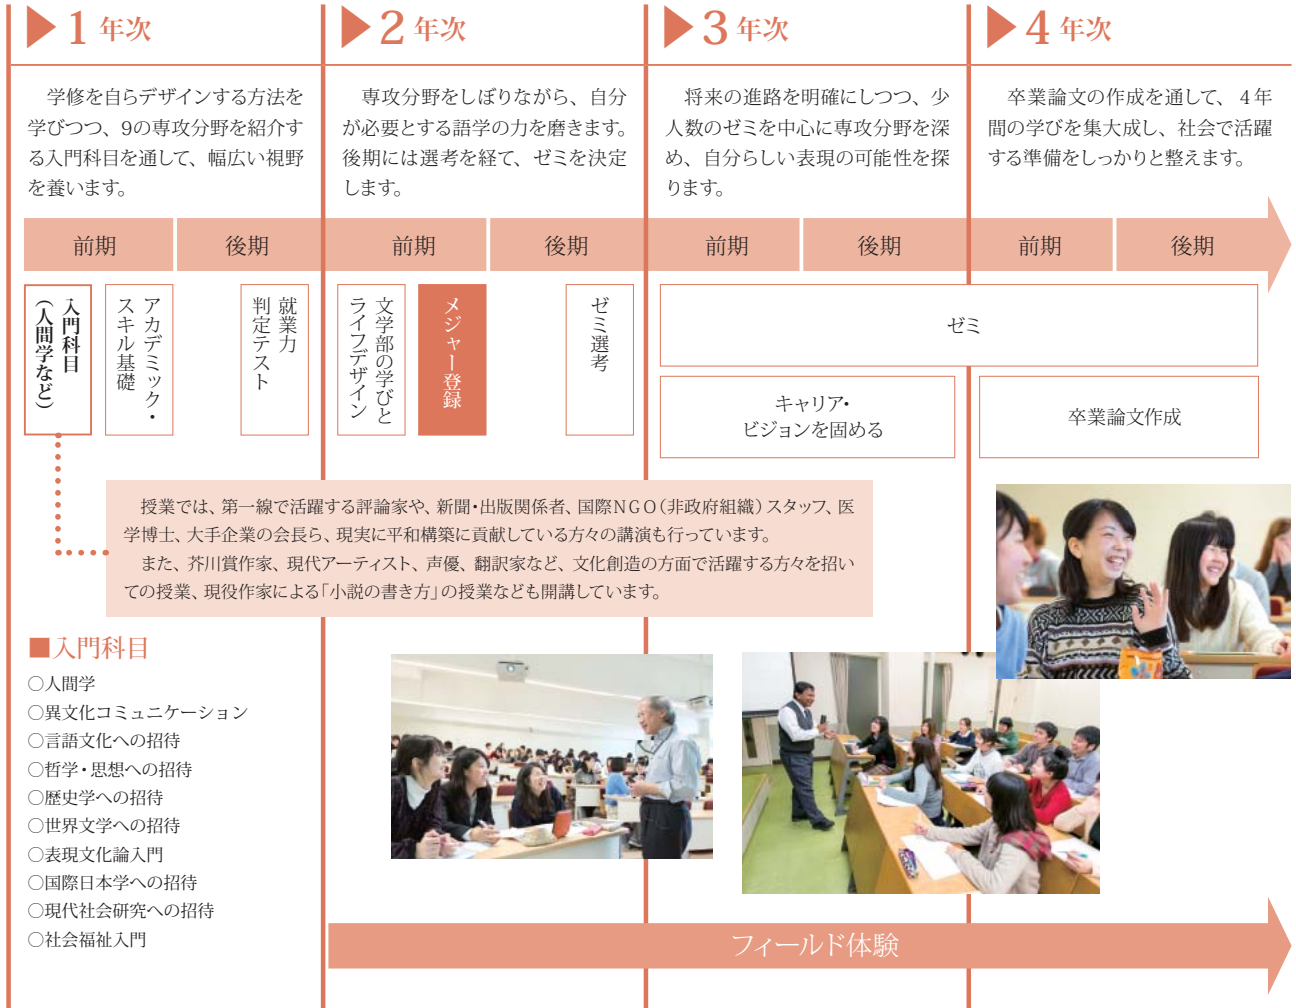 ▶1年次
学修を自らデザインする方法を
学びつつ、9の専攻分野を紹介す
る入門科目を通して、幅広い視野
を養います。
▶2年次
専攻分野をしぼりながら、自分
が必要とする語学の力を磨きます。
後期には選考を経て、ゼミを決定
します。
▶3年次
将来の進路を明確にしつつ、少
人数のゼミを中心に専攻分野を深
め、自分らしい表現の可能性を探
ります。
▶4年次
卒業論文の作成を通して、4年
間の学びを集大成し、社会で活躍
する準備をしっかりと整えます。
前期
後期
前期
後期
前期
後期
前期
後期
入門科目
(人間学など)
アカデミック・
スキル基礎
就業力
判定テスト
文学部の学びと
ライフデザイン
メジャー登録
ゼミ選考
ゼミ
キャリア・
ビジョンを固める
卒業論文作成
授業では、第一線で活躍する評論家や、新聞・出版関係者、国際NGO(非政府組織)スタッフ、医
学博士、大手企業の会長ら、現実に平和構築に貢献している方々の講演も行っています。
また、芥川賞作家、現代アーティスト、声優、翻訳家など、文化創造の方面で活躍する方々を招い
ての授業、現役作家による「小説の書き方」の授業なども開講しています。
■入門科目
○人間学
○異文化コミュニケーション
○言語文化への招待
○哲学・思想への招待
○歴史学への招待
○世界文学への招待
○表現文化論入門
○国際日本学への招待
○現代社会研究への招待
○社会福祉入門
フィールド体験